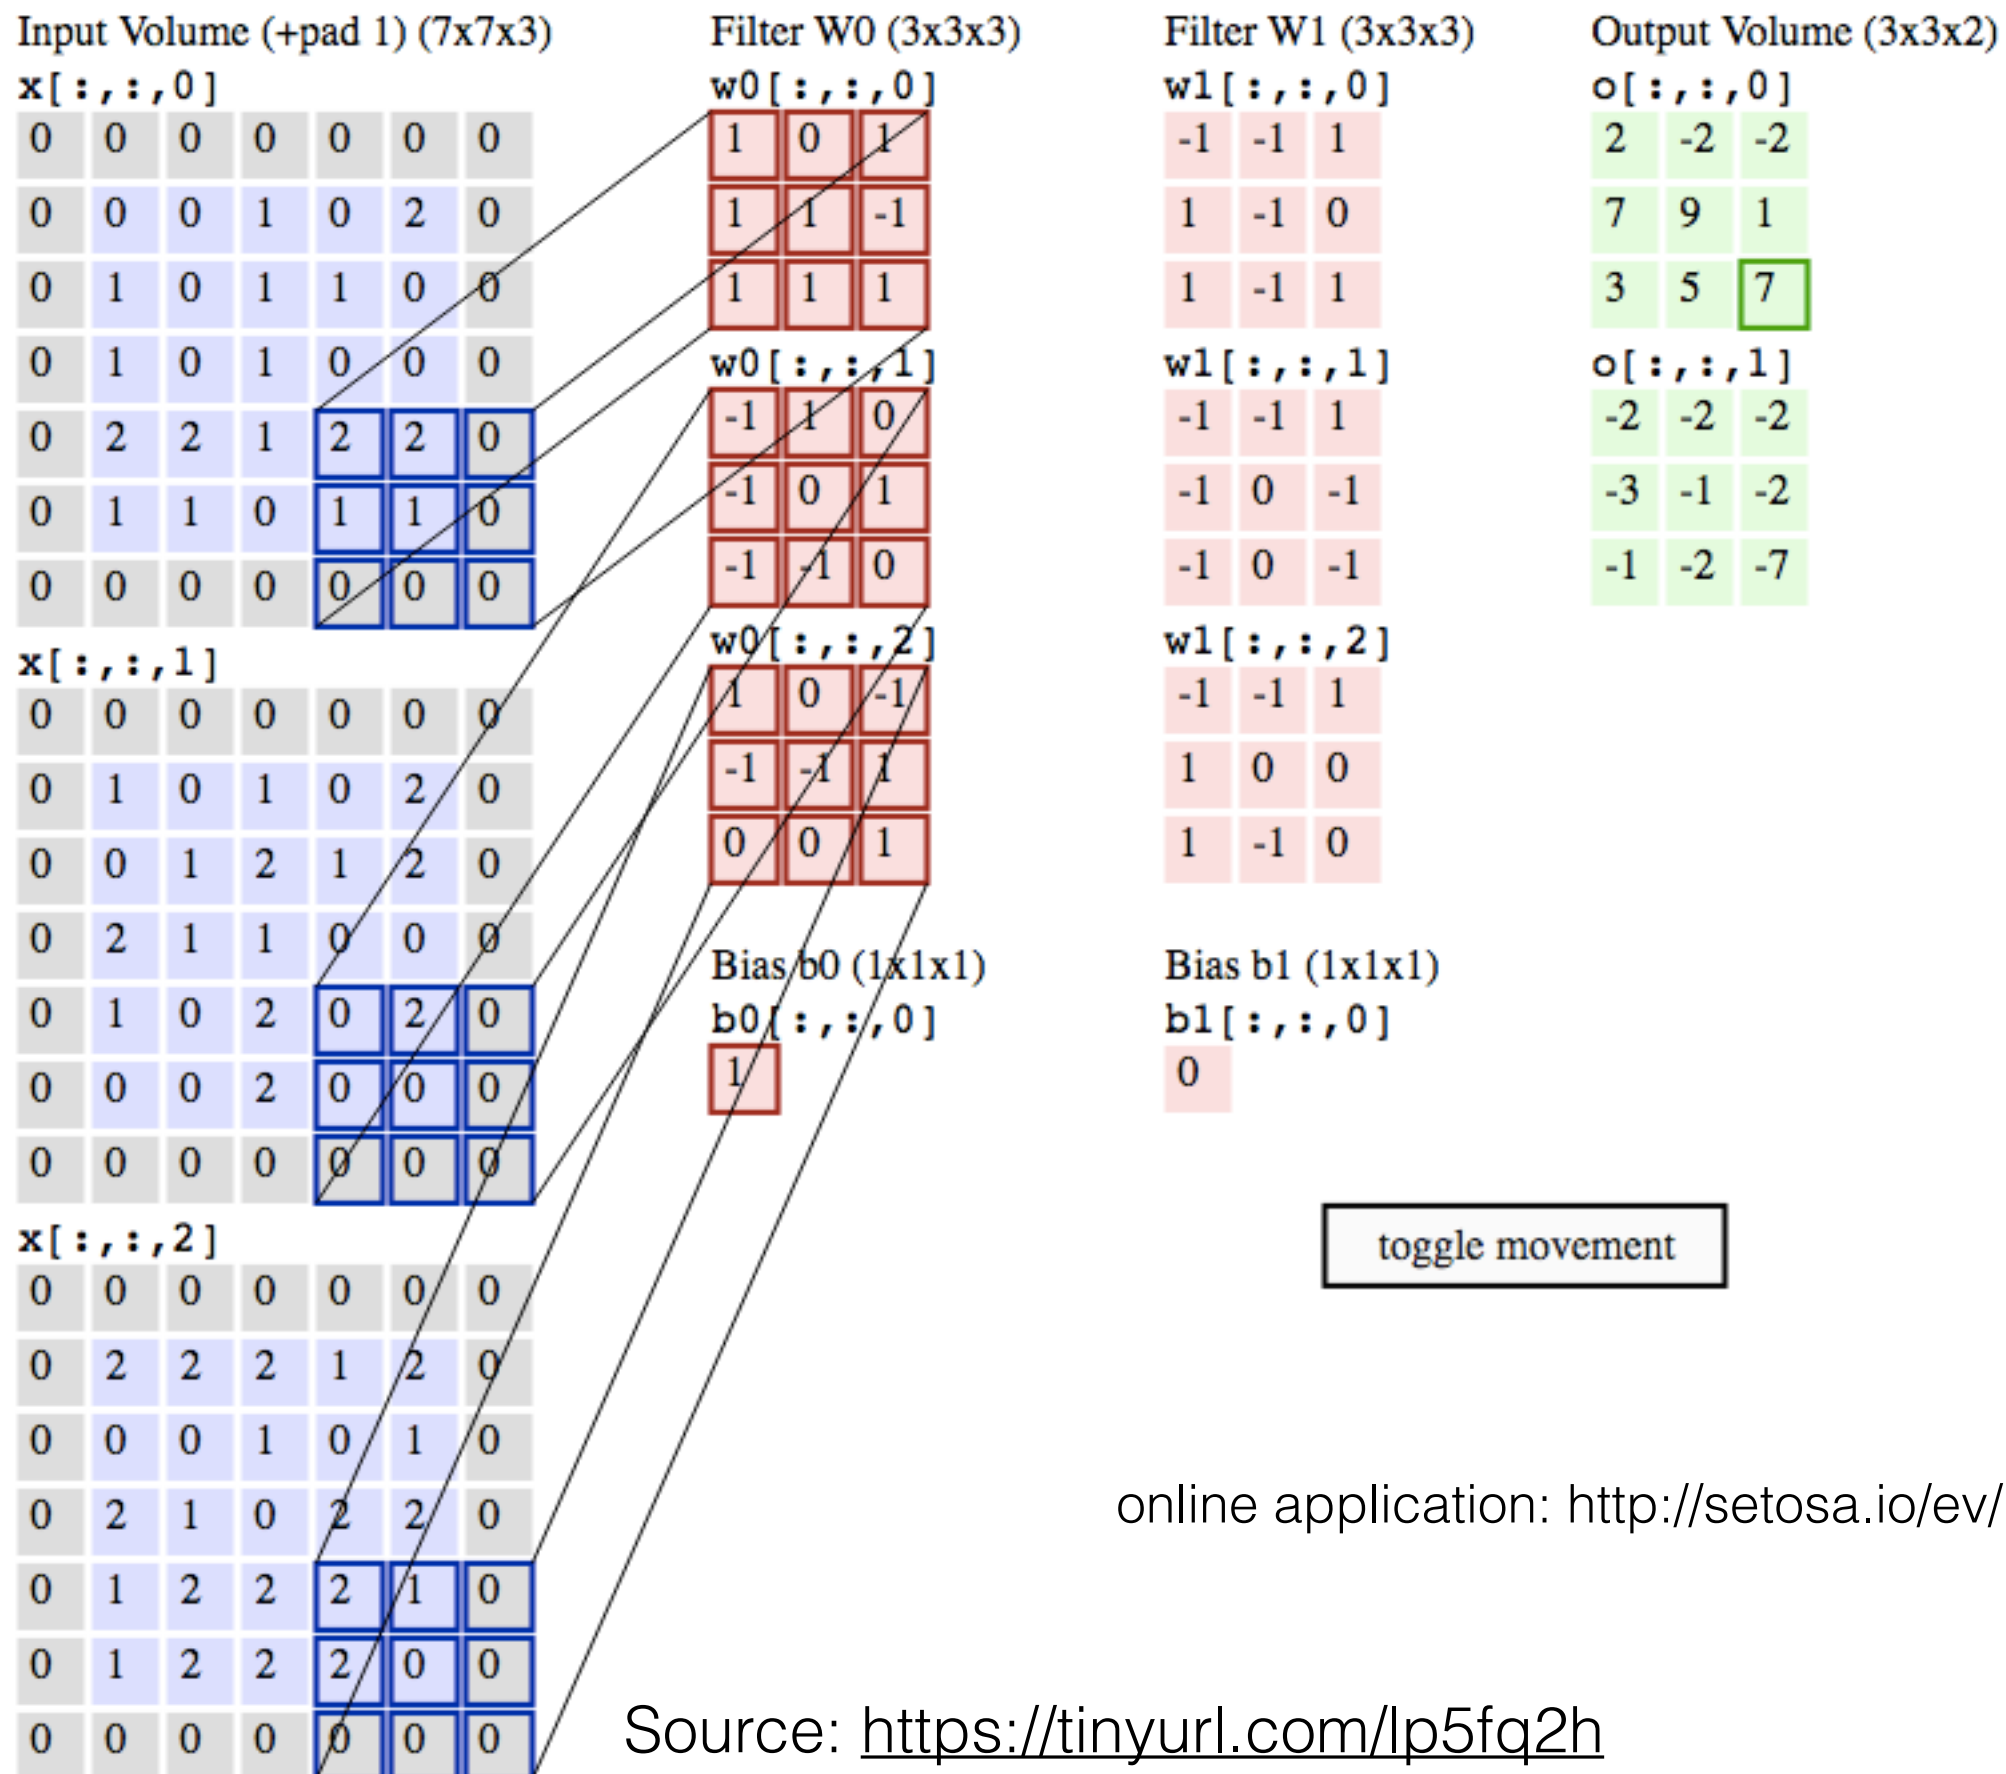 Input Volume (+pad 1) (7x7x3)
x[:,:,0]
0 0 0 0 0 0 0
0 0 0 1 0 2 0
0 1 0 1 1 0 0
0 1 0 1 0 0 0
0 2 2 1 2 2 0
0 1 1 0 1 1 0
0 0 0 0 0 0 0
x[:,:,1]
0 0 0 0 0 0 0
0 1 0 1 0 2 0
0 0 1 2 1 2 0
0 2 1 1 0 0 0
0 1 0 2 0 2 0
0 0 0 2 0 0 0
0 0 0 0 0 0 0
x[:,:,2]
0 0 0 0 0 0 0
0 2 2 2 1 2 0
0 0 0 1 0 1 0
0 2 1 0 2 2 0
0 1 2 2 2 1 0
0 1 2 2 2 0 0
0 0 0 0 0 0 0
Filter W0 (3x3x3)
w0[:,:,0]
1 0 1
1 1 -1
1 1 1
w0[:,:,1]
-1 1 0
-1 0 1
-1 -1 0
w0[:,:,2]
1 0 -1
-1 -1 1
0 0 1
Bias b0 (1x1x1)
b0[:,:,0]
1
Filter W1 (3x3x3)
w1[:,:,0]
-1 -1 1
1 -1 0
1 -1 1
w1[:,:,1]
-1 -1 1
-1 0 -1
-1 0 -1
w1[:,:,2]
-1 -1 1
1 0 0
1 -1 0
Bias b1 (1x1x1)
b1[:,:,0]
0
Output Volume (3x3x2)
o[:,:,0]
2 -2 -2
7 9 1
3 5 7
o[:,:,1]
-2 -2 -2
-3 -1 -2
-1 -2 -7
toggle movement
online application: http://setosa.io/ev/
Source: https://tinyurl.com/lp5fq2h